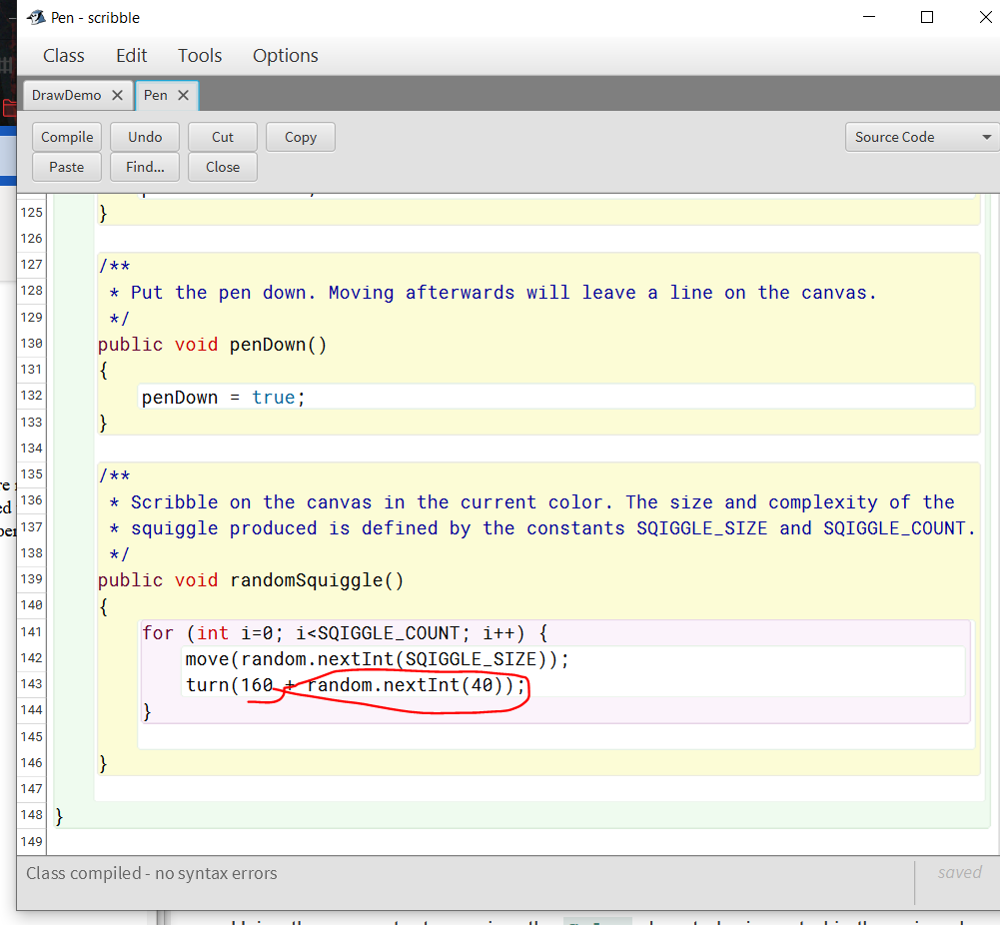 Pen - scribble
Class Edit Tools Options
DrawDemo Pen
Compile Undo Cut Copy Source Code
Paste Find... Close
125 }
126
127 /**
128 * Put the pen down. Moving afterwards will leave a line on the canvas.
129 */
130 public void penDown()
131 {
132 penDown = true;
133 }
134
135 /**
136 * Scribble on the canvas in the current color. The size and complexity of the
137 * squiggle produced is defined by the constants SQIGGLE_SIZE and SQIGGLE_COUNT.
138 */
139 public void randomSquiggle()
140 {
141 for (int i=0; i<SQIGGLE_COUNT; i++) {
142 move(random.nextInt(SQIGGLE_SIZE));
143 turn(160 + random.nextInt(40));
144 }
145
146 }
147
148 }
149
Class compiled - no syntax errors
saved